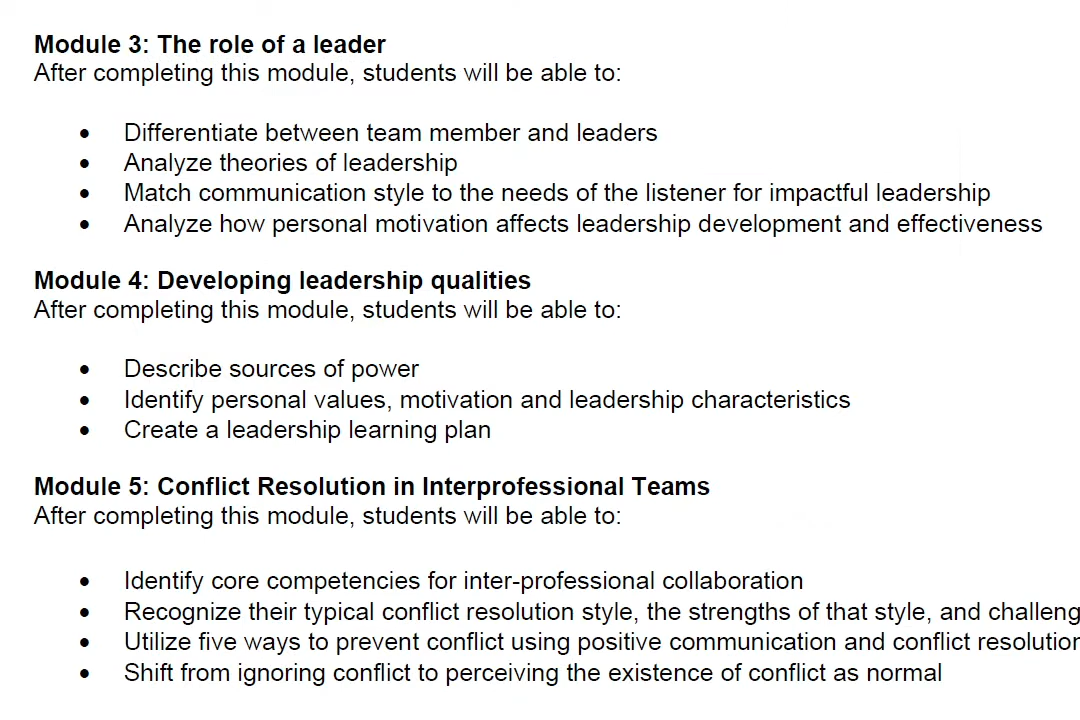 Module 3: The role of a leader
After completing this module, students will be able to:
• Differentiate between team member and leaders
• Analyze theories of leadership
• Match communication style to the needs of the listener for impactful leadership
• Analyze how personal motivation affects leadership development and effectiveness
Module 4: Developing leadership qualities
After completing this module, students will be able to:
• Describe sources of power
• Identify personal values, motivation and leadership characteristics
• Create a leadership learning plan
Module 5: Conflict Resolution in Interprofessional Teams
After completing this module, students will be able to:
• Identify core competencies for inter-professional collaboration
• Recognize their typical conflict resolution style, the strengths of that style, and
• Utilize five ways to prevent conflict using positive communication and conflict
• Shift from ignoring conflict to perceiving the existence of conflict as normal